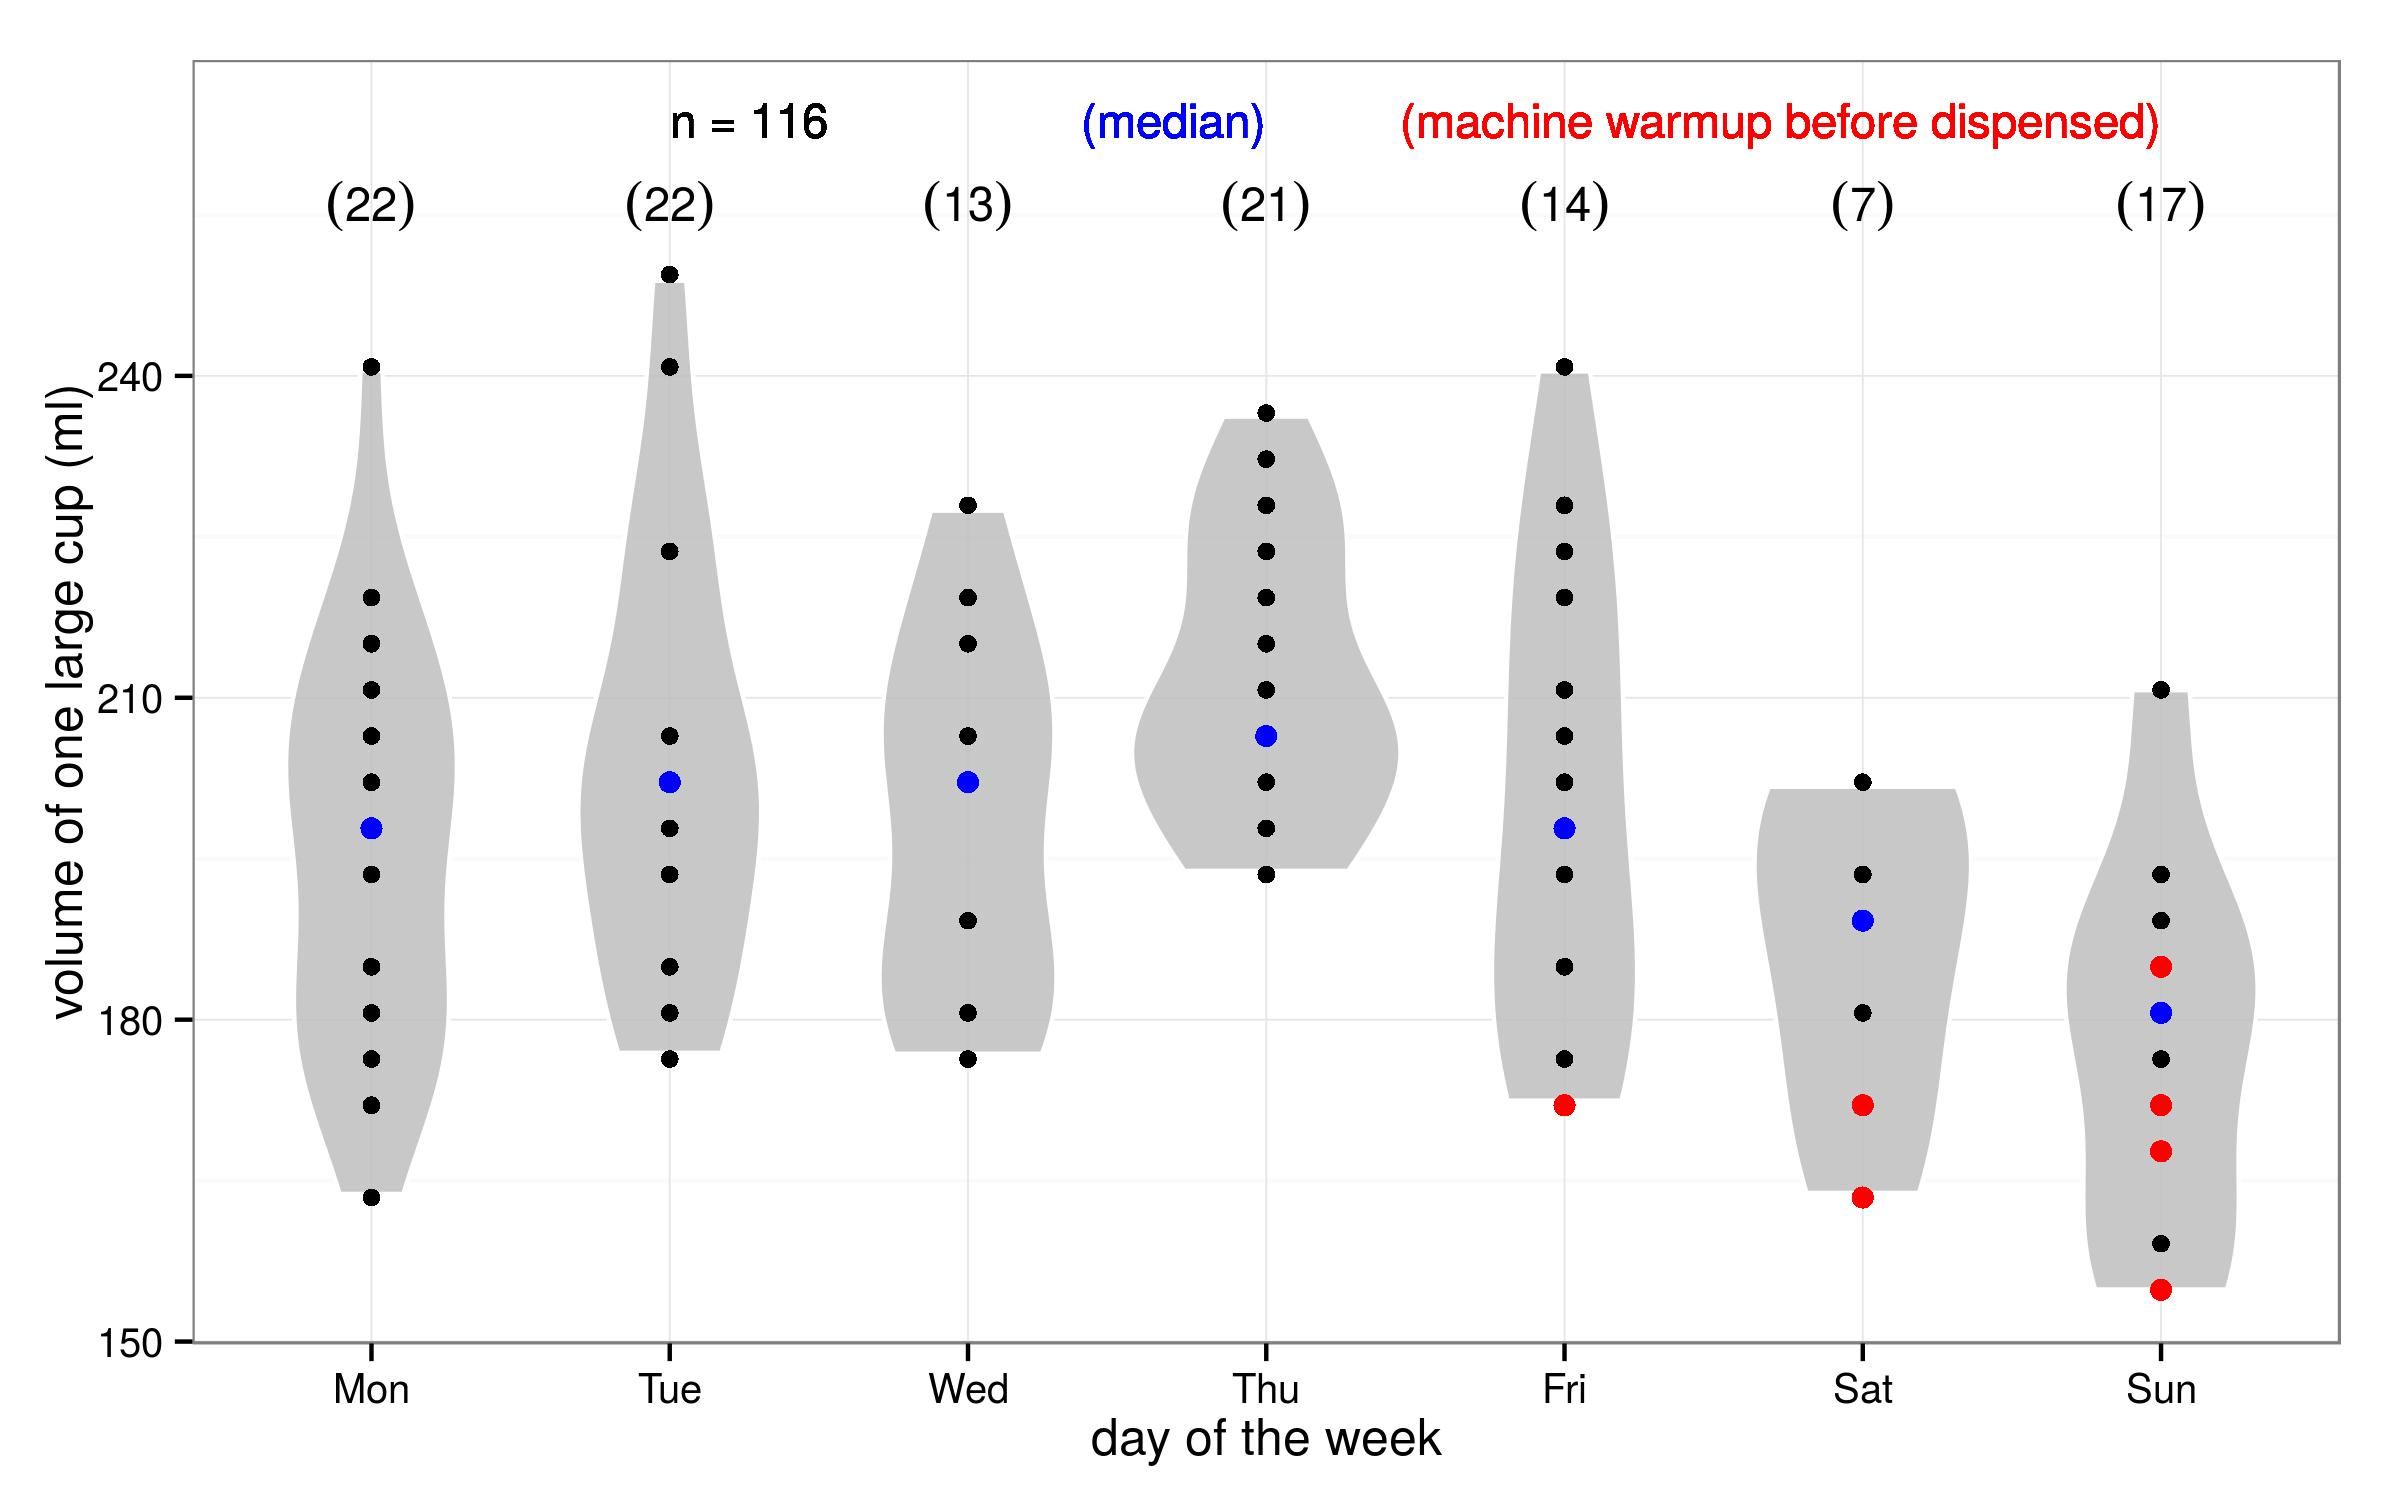 n = 116 (median) (machine warmup before dispensed)
(22) (22) (13) (21) (14) (7) (17)
volume of one large cup (ml)
240
210
180
150
Mon Tue Wed Thu Fri Sat Sun
day of the week